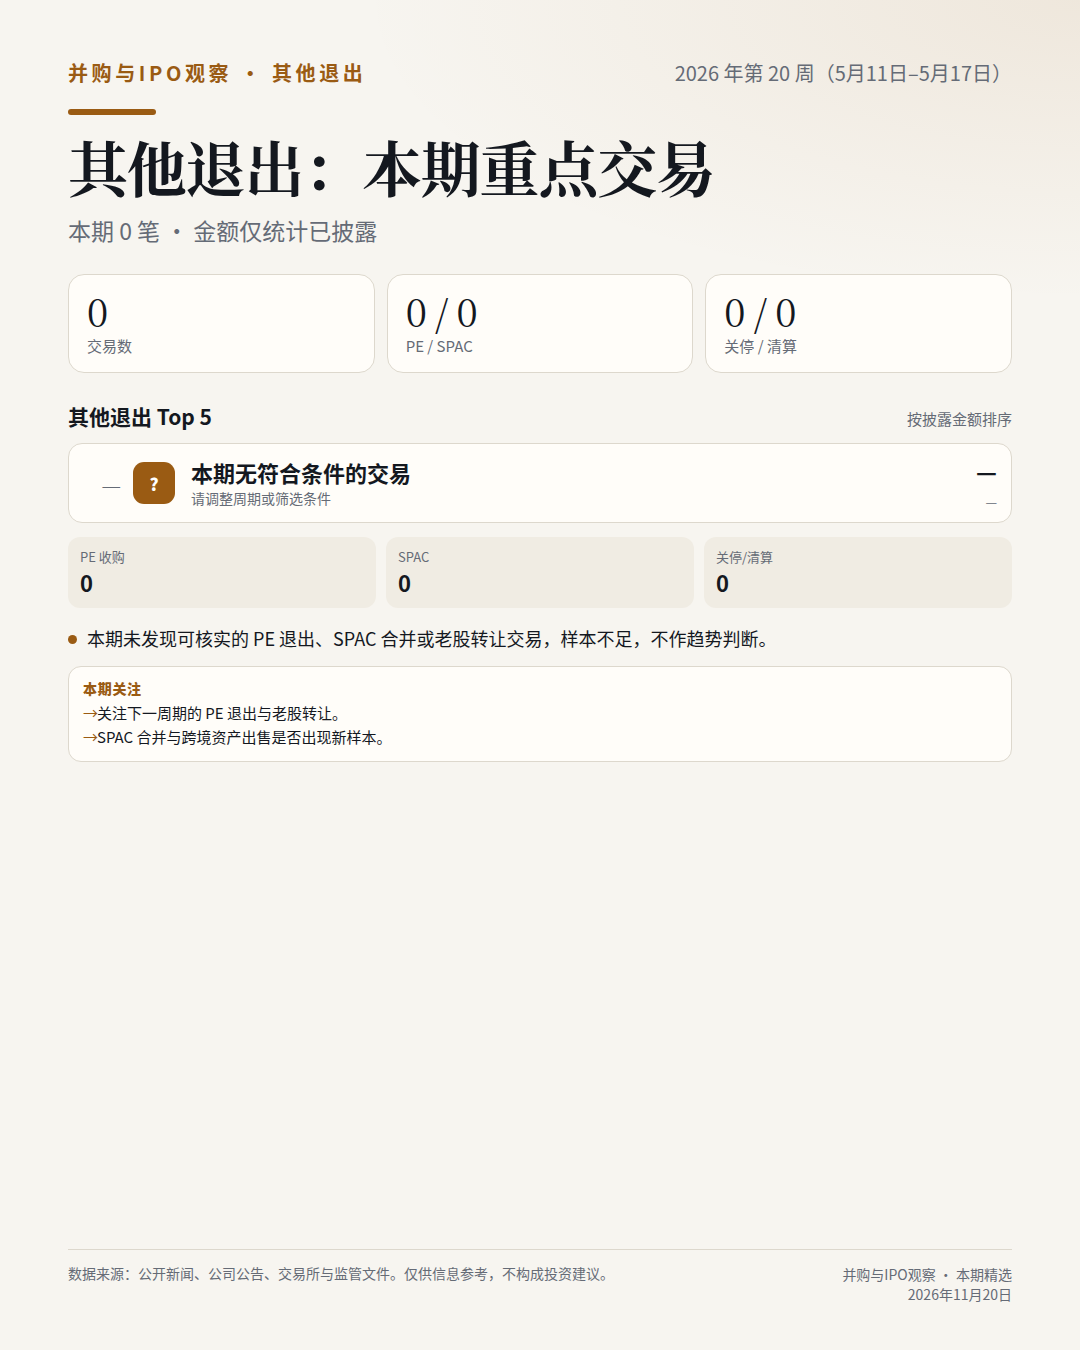 并购与IPO观察 • 其他退出
2026 年第 20 周（5月11日–5月17日）
其他退出：本期重点交易
本期 0 笔 • 金额仅统计已披露
0
交易数
0 / 0
PE / SPAC
0 / 0
关停 / 清算
其他退出 Top 5
按披露金额排序
—
?
本期无符合条件的交易
请调整周期或筛选条件
—
—
PE 收购
0
SPAC
0
关停/清算
0
本期未发现可核实的 PE 退出、SPAC 合并或老股转让交易，样本不足，不作趋势判断。
本期关注
→关注下一周期的 PE 退出与老股转让。
→SPAC 合并与跨境资产出售是否出现新样本。
数据来源：公开新闻、公司公告、交易所与监管文件。仅供信息参考，不构成投资建议。
并购与IPO观察 • 本期精选
2026年11月20日